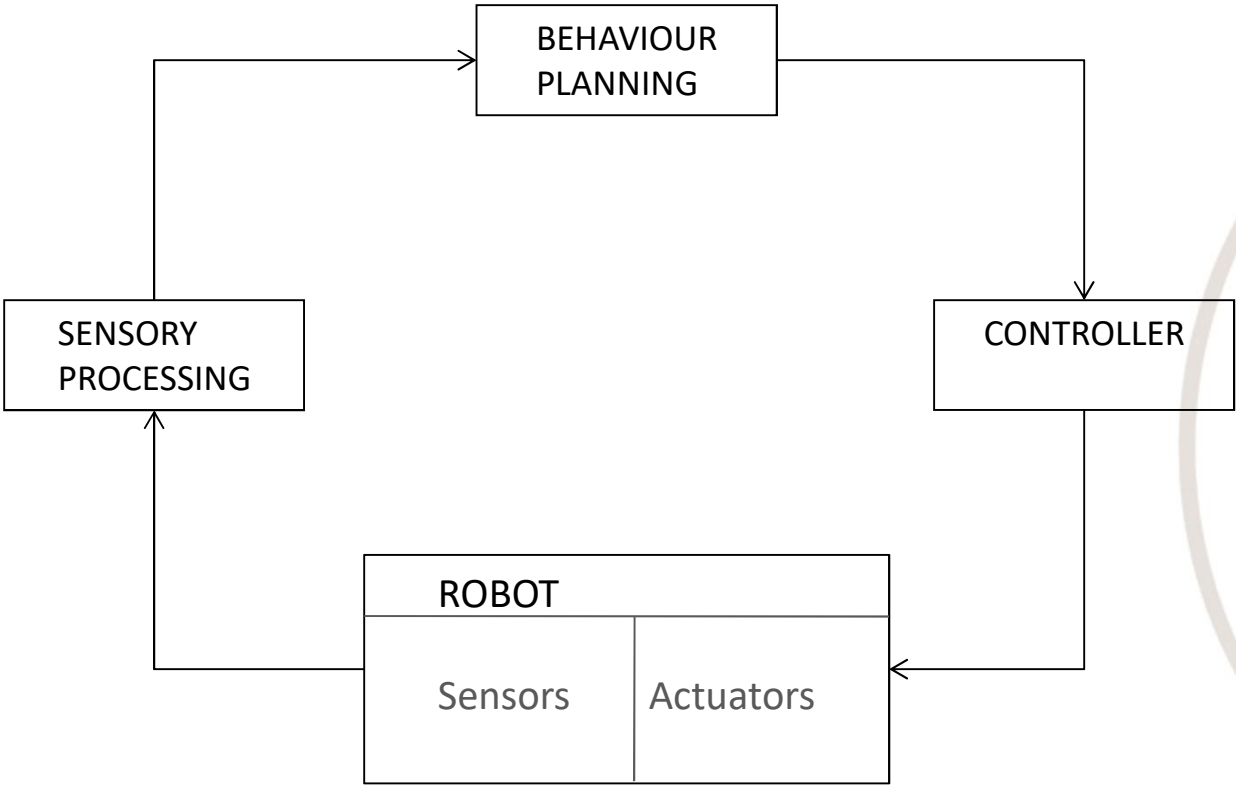 BEHAVIOUR
PLANNING
SENSORY
PROCESSING
CONTROLLER
ROBOT
Sensors
Actuators